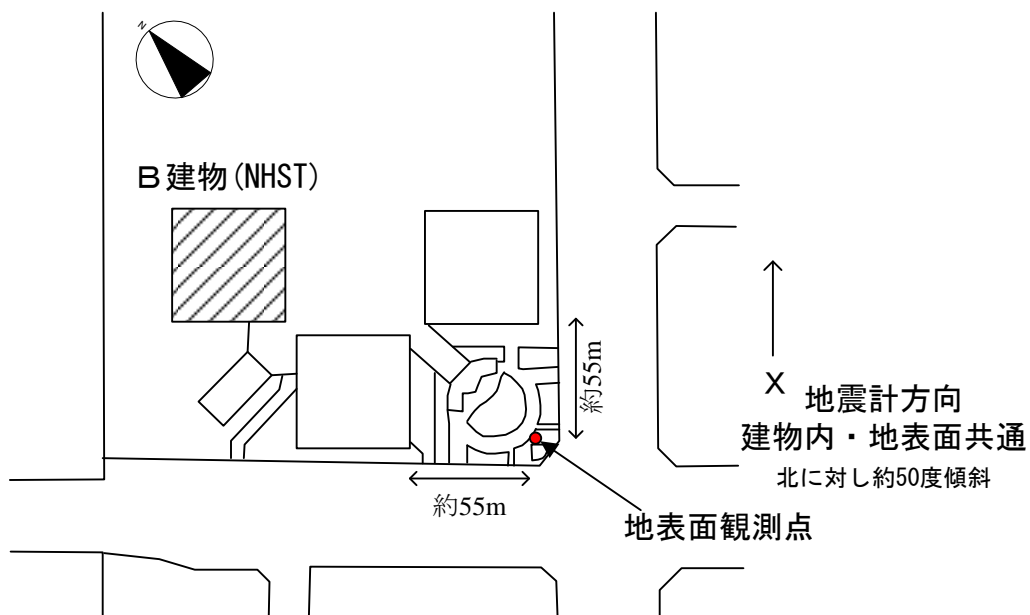 N
B建物(NHST)
約55m
X
地震計方向
建物内・地表面共通
北に対し約50度傾斜
約55m
地表面観測点